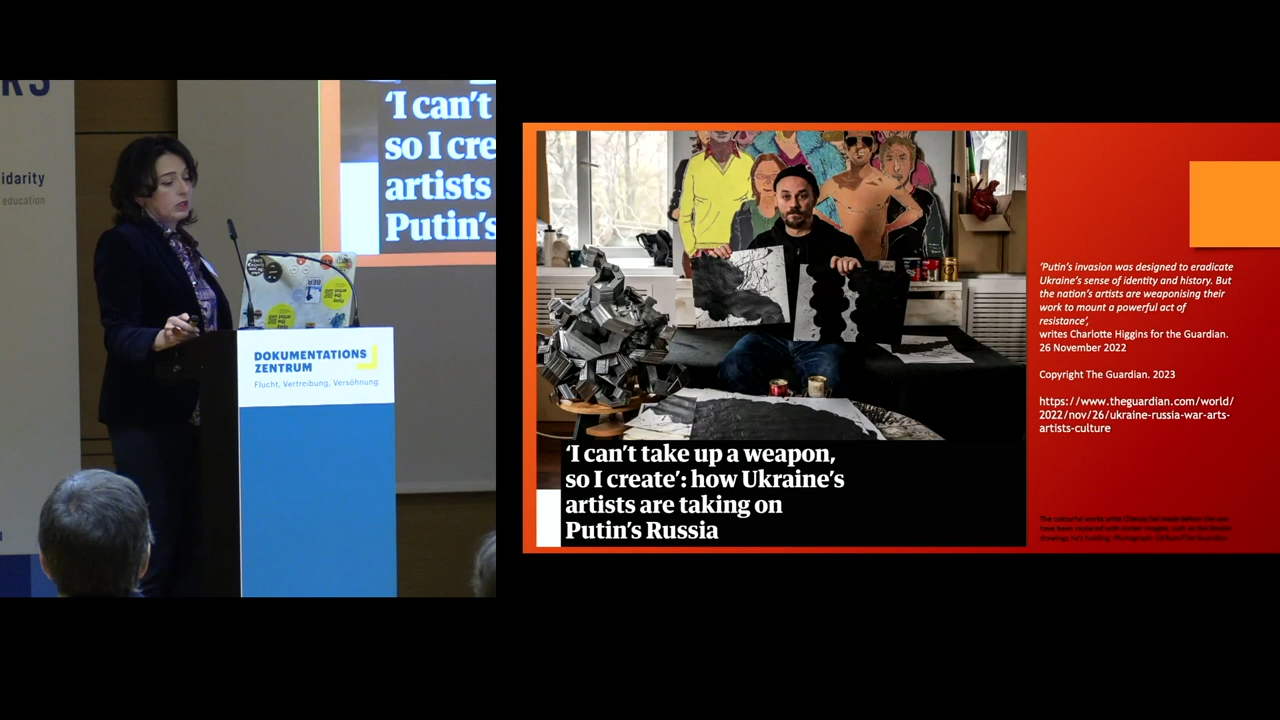 idarity
education
'I can't
so I cre
artists
Putin's
DOKUMENTATIONS
ZENTRUM
Flucht, Vertreibung, Versöhnung
'I can't take up a weapon,
so I create': how Ukraine's
artists are taking on
Putin's Russia
'Putin's invasion was designed to eradicate
Ukraine's sense of identity and history. But
the nation's artists are weaponising their
work to mount a powerful act of
resistance',
writes Charlotte Higgins for the Guardian.
26 November 2022
Copyright The Guardian. 2023
https://www.theguardian.com/world/
2022/nov/26/ukraine-russia-war-arts-
artists-culture